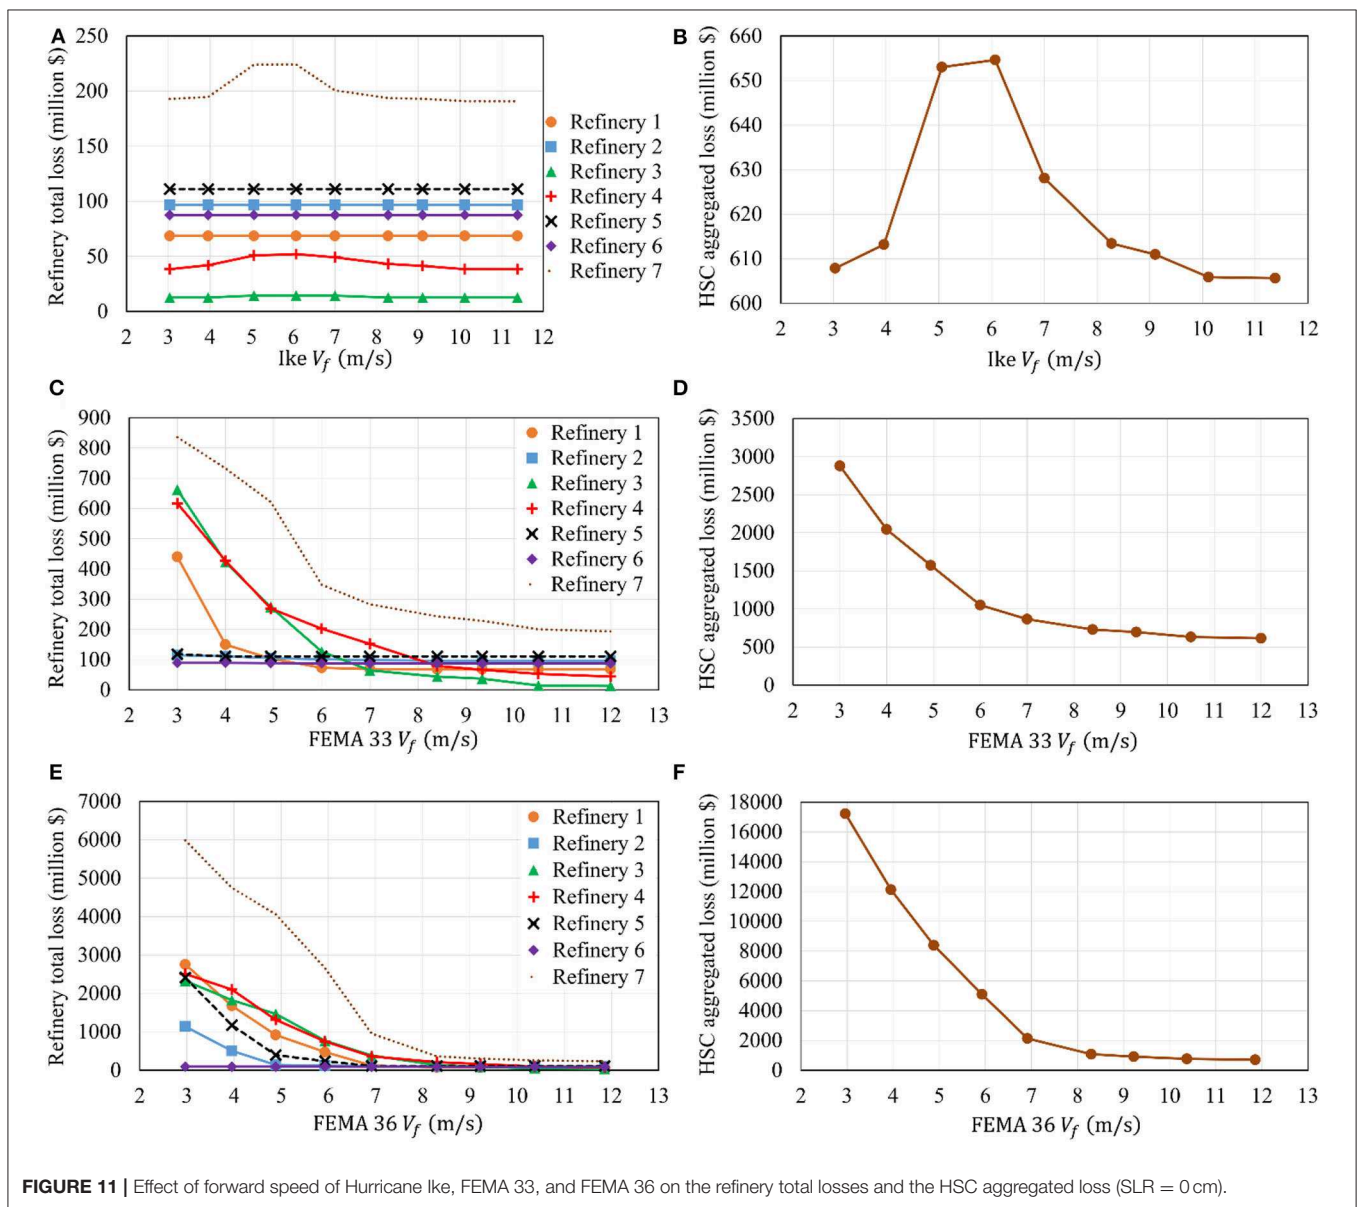 A
Refinery total loss (million $)
250
200
150
100
50
0
2 3 4 5 6 7 8 9 10 11 12
Ike Vf (m/s)
Refinery 1
Refinery 2
Refinery 3
Refinery 4
Refinery 5
Refinery 6
Refinery 7
B
HSC aggregated loss (million $)
660
650
640
630
620
610
600
2 3 4 5 6 7 8 9 10 11 12
Ike Vf (m/s)
C
Refinery total loss (million $)
900
800
700
600
500
400
300
200
100
0
2 3 4 5 6 7 8 9 10 11 12 13
FEMA 33 Vf (m/s)
Refinery 1
Refinery 2
Refinery 3
Refinery 4
Refinery 5
Refinery 6
Refinery 7
D
HSC aggregated loss (million $)
3500
3000
2500
2000
1500
1000
500
0
2 3 4 5 6 7 8 9 10 11 12 13
FEMA 33 Vf (m/s)
E
Refinery total loss (million $)
7000
6000
5000
4000
3000
2000
1000
0
2 3 4 5 6 7 8 9 10 11 12 13
FEMA 36 Vf (m/s)
Refinery 1
Refinery 2
Refinery 3
Refinery 4
Refinery 5
Refinery 6
Refinery 7
F
HSC aggregated loss (million $)
18000
16000
14000
12000
10000
8000
6000
4000
2000
0
2 3 4 5 6 7 8 9 10 11 12 13
FEMA 36 Vf (m/s)
FIGURE 11 | Effect of forward speed of Hurricane Ike, FEMA 33, and FEMA 36 on the refinery total losses and the HSC aggregated loss (SLR = 0 cm).